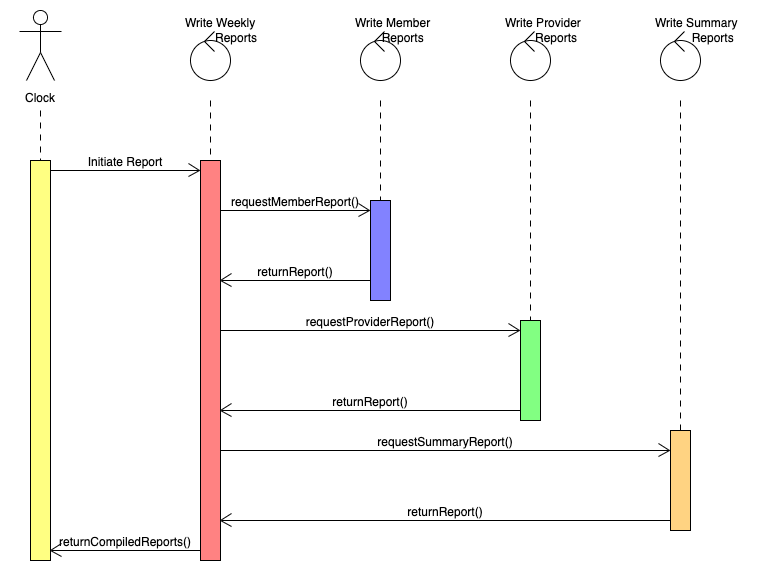 Write Weekly
Reports
Write Member
Reports
Write Provider
Reports
Write Summary
Reports
Clock
Initiate Report
requestMemberReport()
returnReport()
requestProviderReport()
returnReport()
requestSummaryReport()
returnReport()
returnCompiledReports()